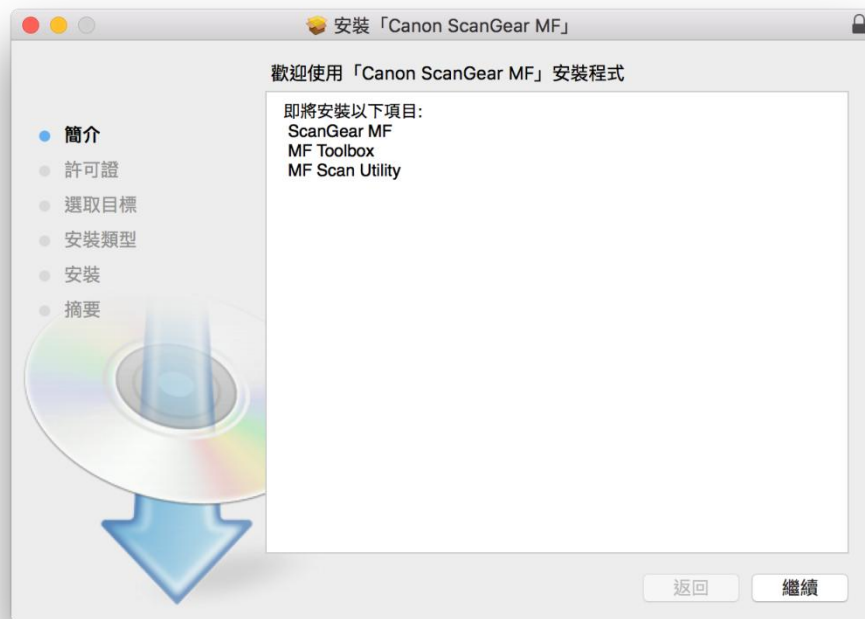 安裝「Canon ScanGear MF」
歡迎使用「Canon ScanGear MF」安裝程式
簡介
許可證
選取目標
安裝類型
安裝
摘要
即將安裝以下項目:
ScanGear MF
MF Toolbox
MF Scan Utility
返回
繼續